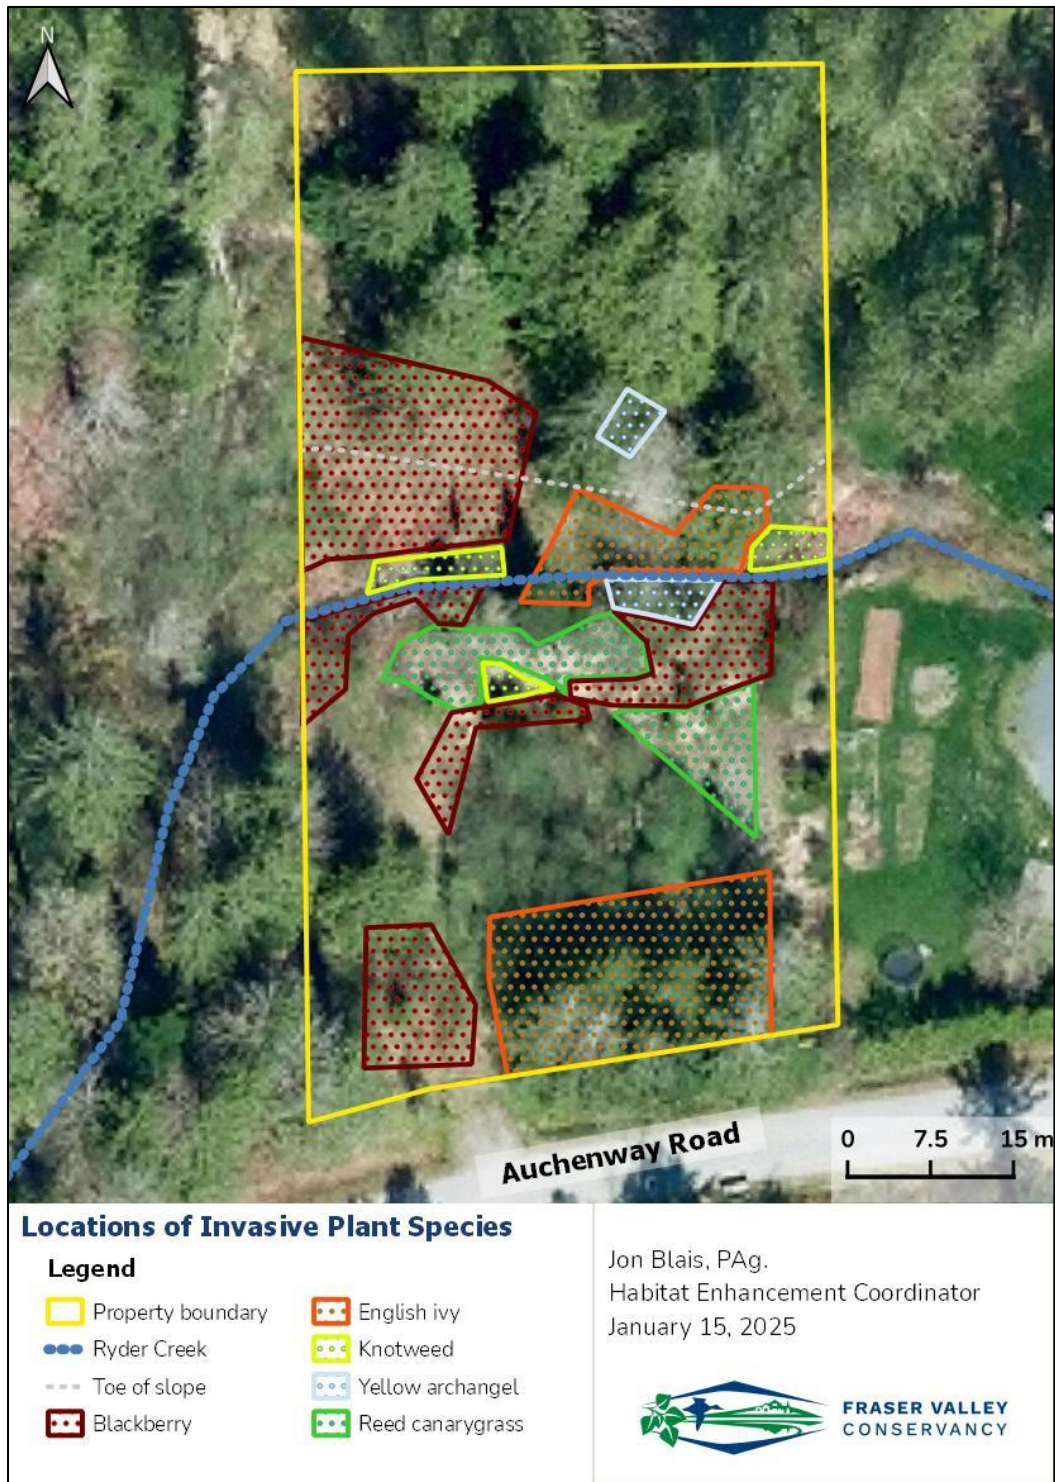 N
Auchenway Road
0 7.5 15 m
Locations of Invasive Plant Species
Legend
Property boundary
Ryder Creek
Toe of slope
Blackberry
English ivy
Knotweed
Yellow archangel
Reed canarygrass
Jon Blais, PAg.
Habitat Enhancement Coordinator
January 15, 2025
FRASER VALLEY
CONSERVANCY